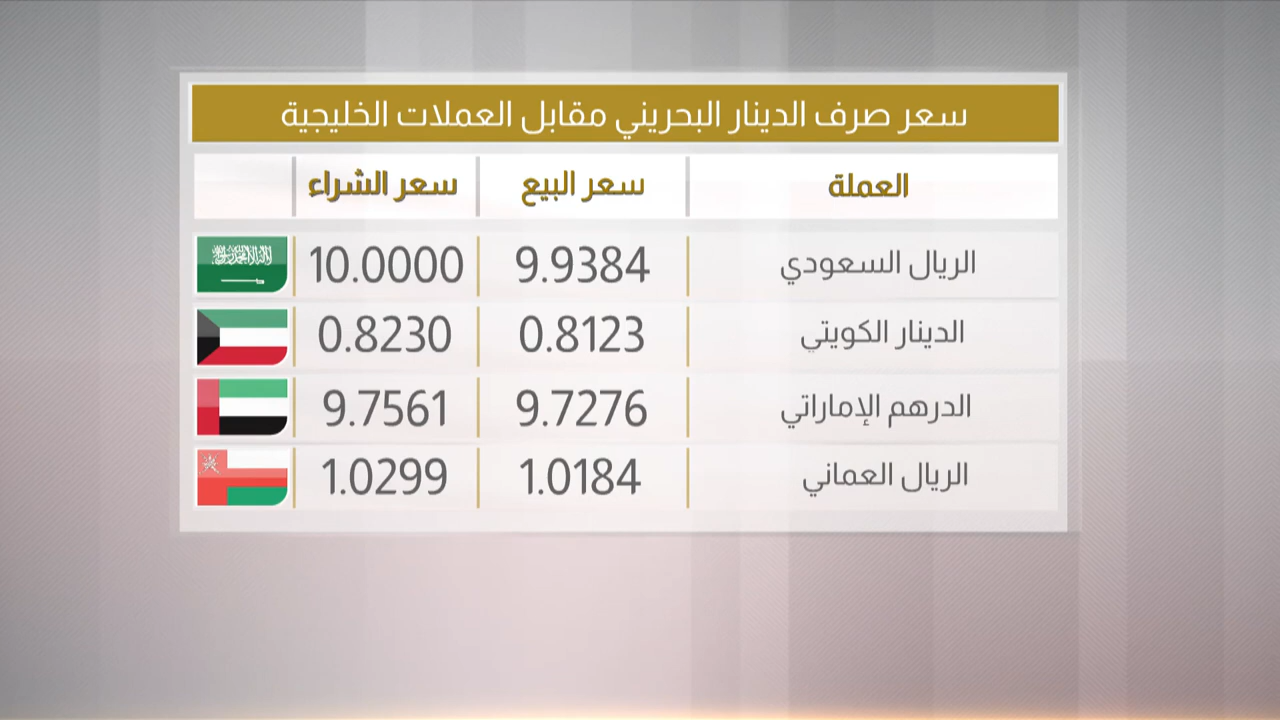 سعر صرف الدينار البحريني مقابل العملات الخليجية
العملة سعر البيع سعر الشراء
الريال السعودي 9.9384 10.0000
الدينار الكويتي 0.8123 0.8230
الدرهم الإماراتي 9.7276 9.7561
الريال العماني 1.0184 1.0299